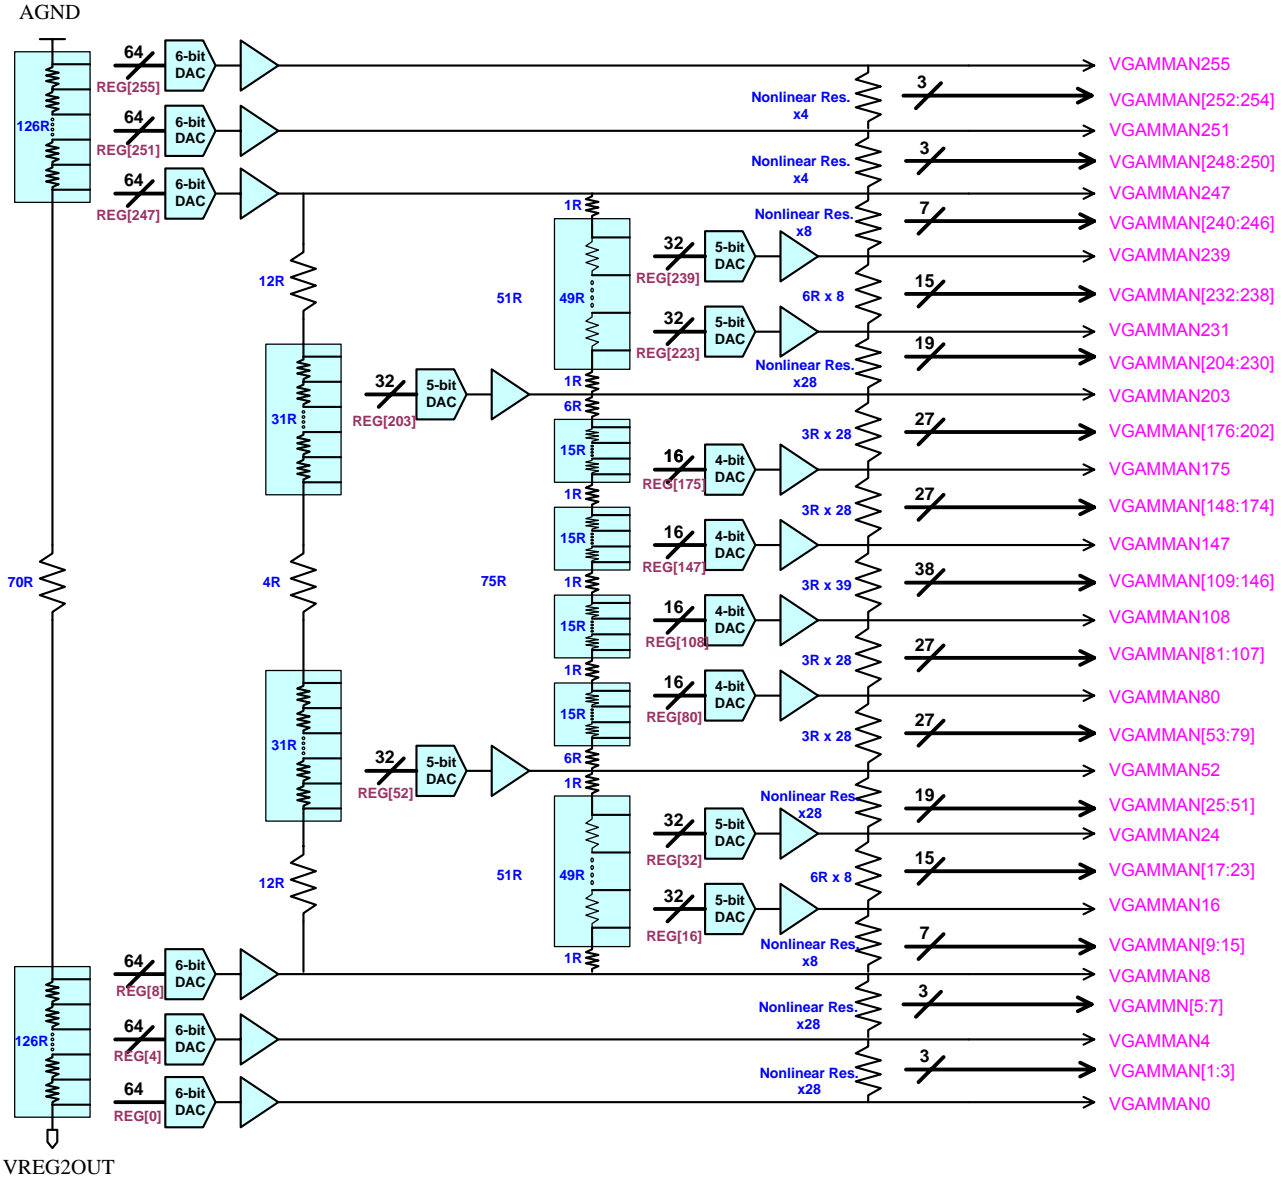 AGND
64
6-bit
DAC
REG[255]
VGAMMAN255
3
Nonlinear Res.
x4
VGAMMAN[252:254]
126R
64
6-bit
DAC
REG[251]
VGAMMAN251
3
Nonlinear Res.
x4
VGAMMAN[248:250]
64
6-bit
DAC
REG[247]
VGAMMAN247
1R
7
Nonlinear Res.
x8
VGAMMAN[240:246]
32
5-bit
DAC
REG[239]
VGAMMAN239
12R
51R
49R
6R x 8
15
VGAMMAN[232:238]
32
5-bit
DAC
REG[223]
VGAMMAN231
19
Nonlinear Res.
x28
VGAMMAN[204:230]
1R
32
5-bit
DAC
REG[203]
VGAMMAN203
6R
31R
3R x 28
27
VGAMMAN[176:202]
15R
16
4-bit
DAC
REG[175]
VGAMMAN175
1R
3R x 28
27
VGAMMAN[148:174]
15R
16
4-bit
DAC
REG[147]
VGAMMAN147
70R
4R
75R
1R
3R x 39
38
VGAMMAN[109:146]
15R
16
4-bit
DAC
REG[108]
VGAMMAN108
1R
3R x 28
27
VGAMMAN[81:107]
15R
16
4-bit
DAC
REG[80]
VGAMMAN80
31R
6R
3R x 28
27
VGAMMAN[53:79]
32
5-bit
DAC
REG[52]
VGAMMAN52
1R
Nonlinear Res.
x28
19
VGAMMAN[25:51]
32
5-bit
DAC
REG[32]
VGAMMAN24
12R
51R
49R
6R x 8
15
VGAMMAN[17:23]
32
5-bit
DAC
REG[16]
VGAMMAN16
1R
Nonlinear Res.
x8
7
VGAMMAN[9:15]
64
6-bit
DAC
REG[8]
VGAMMAN8
3
Nonlinear Res.
x28
VGAMMN[5:7]
126R
64
6-bit
DAC
REG[4]
VGAMMAN4
3
Nonlinear Res.
x28
VGAMMAN[1:3]
64
6-bit
DAC
REG[0]
VGAMMAN0
VREG2OUT